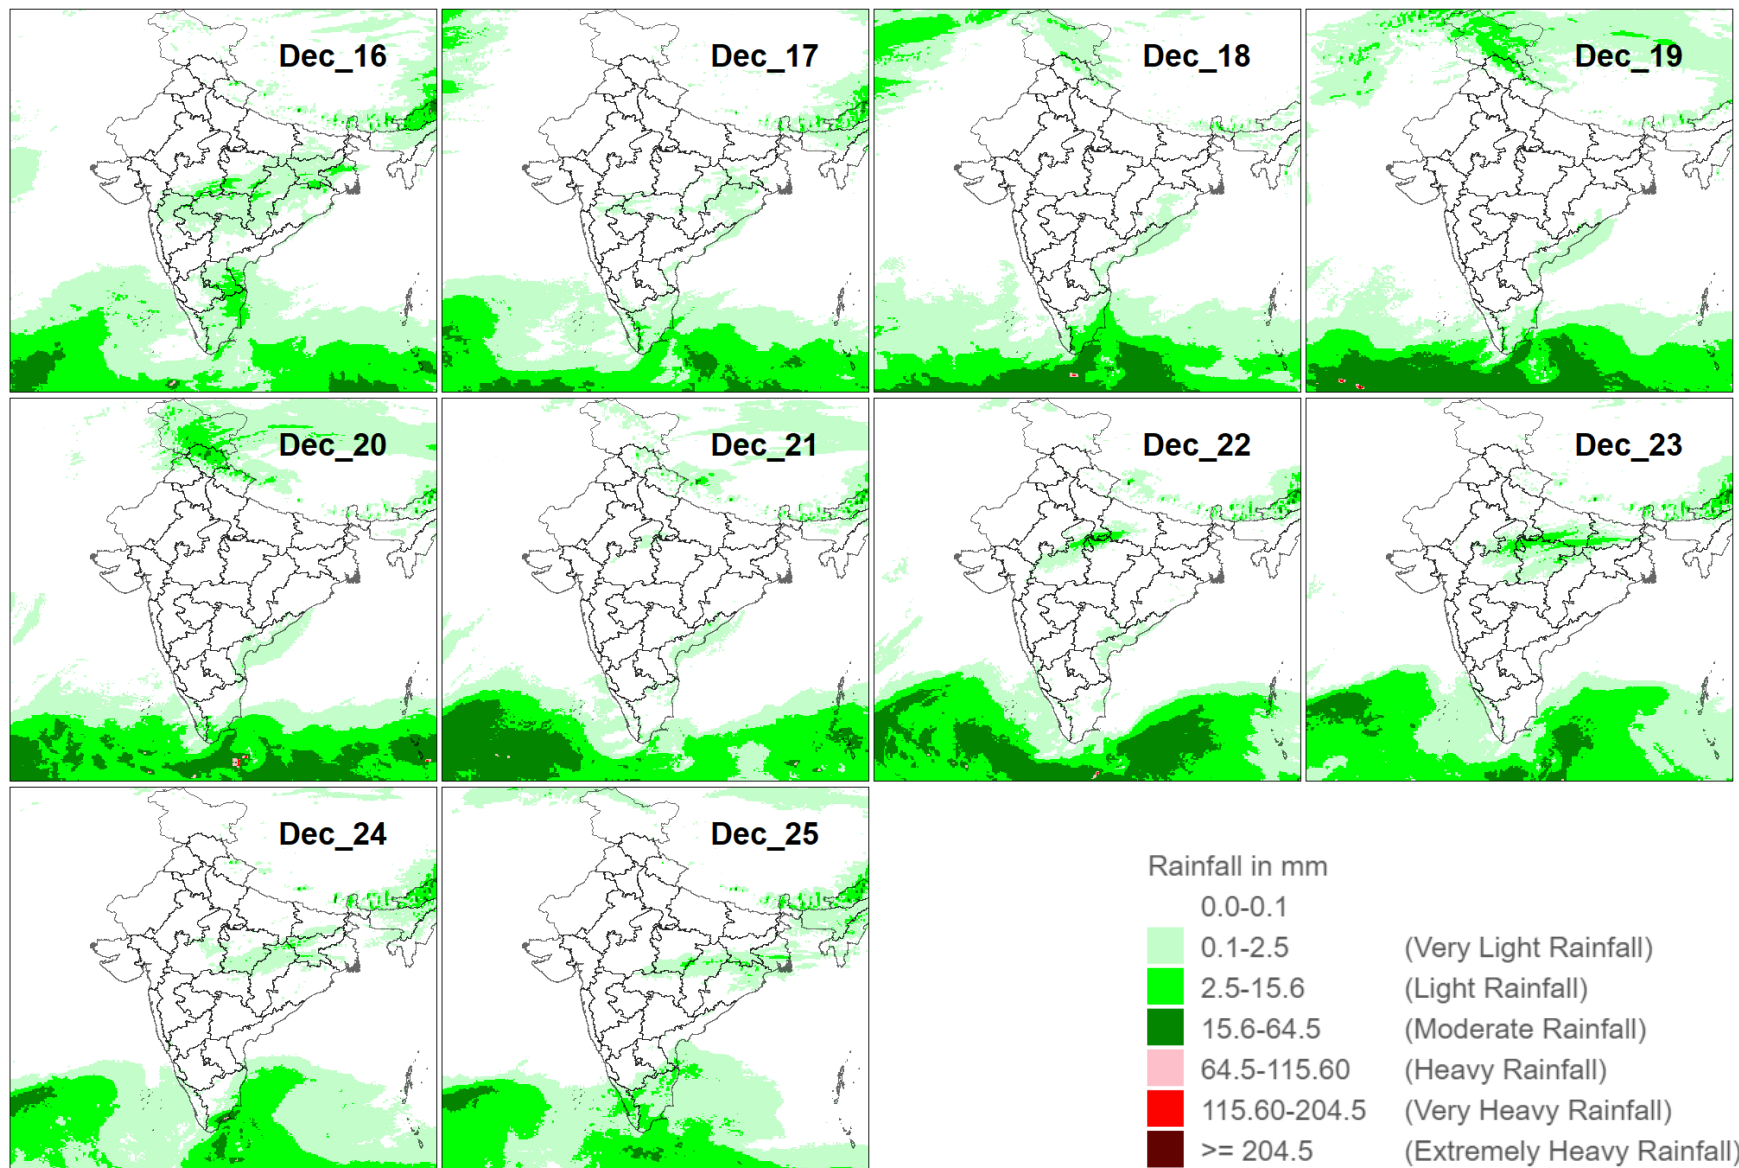 Dec_16
Dec_17
Dec_18
Dec_19
Dec_20
Dec_21
Dec_22
Dec_23
Dec_24
Dec_25
Rainfall in mm
0.0-0.1
0.1-2.5 (Very Light Rainfall)
2.5-15.6 (Light Rainfall)
15.6-64.5 (Moderate Rainfall)
64.5-115.60 (Heavy Rainfall)
115.60-204.5 (Very Heavy Rainfall)
>= 204.5 (Extremely Heavy Rainfall)